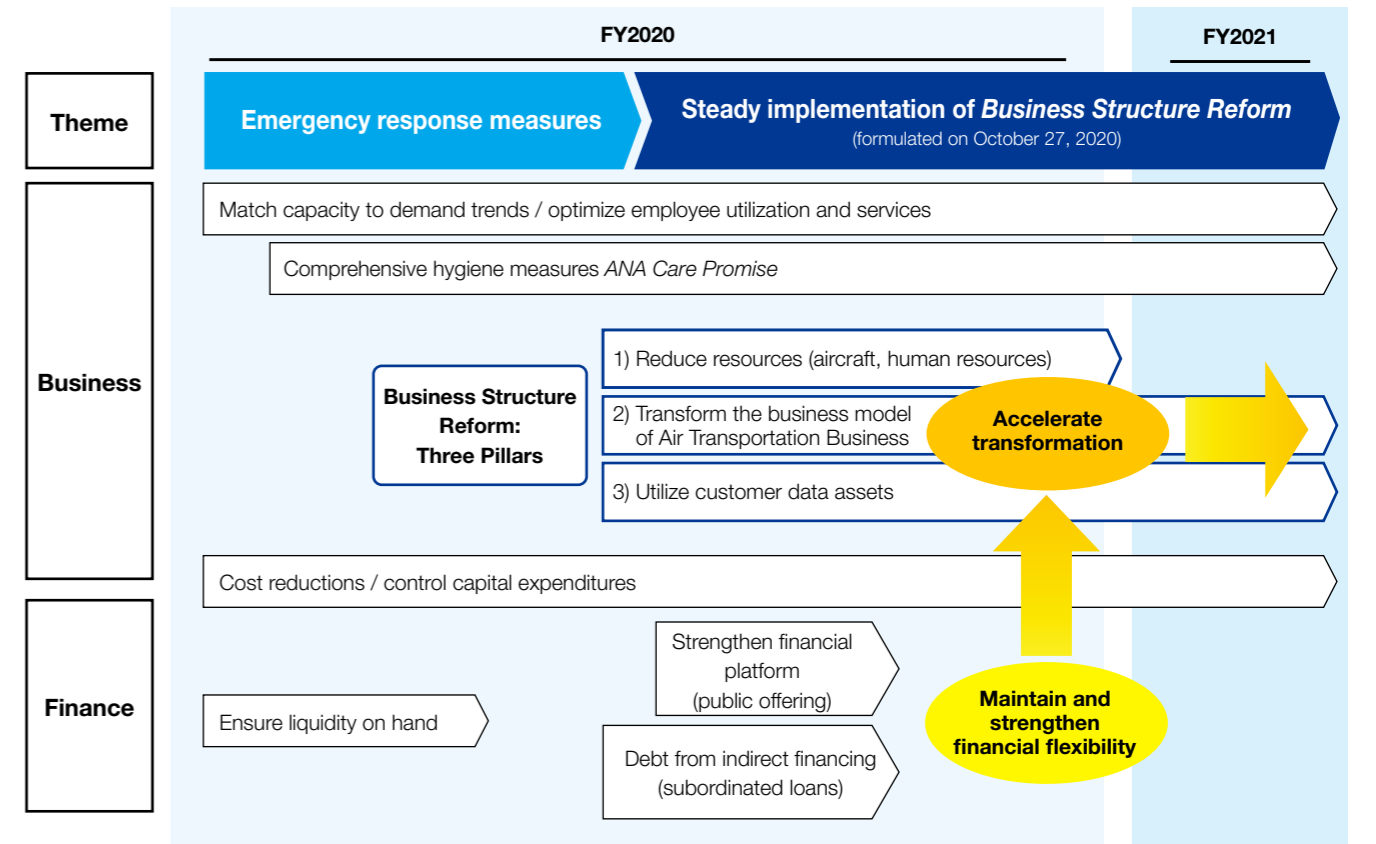 FY2020
FY2021
Theme
Emergency response measures
Steady implementation of Business Structure Reform
(formulated on October 27, 2020)
Business
Match capacity to demand trends / optimize employee utilization and services
Comprehensive hygiene measures ANA Care Promise
Business Structure
Reform:
Three Pillars
1) Reduce resources (aircraft, human resources)
2) Transform the business model
of Air Transportation Business
3) Utilize customer data assets
Accelerate
transformation
Cost reductions / control capital expenditures
Finance
Ensure liquidity on hand
Strengthen financial
platform
(public offering)
Debt from indirect financing
(subordinated loans)
Maintain and
strengthen
financial flexibility